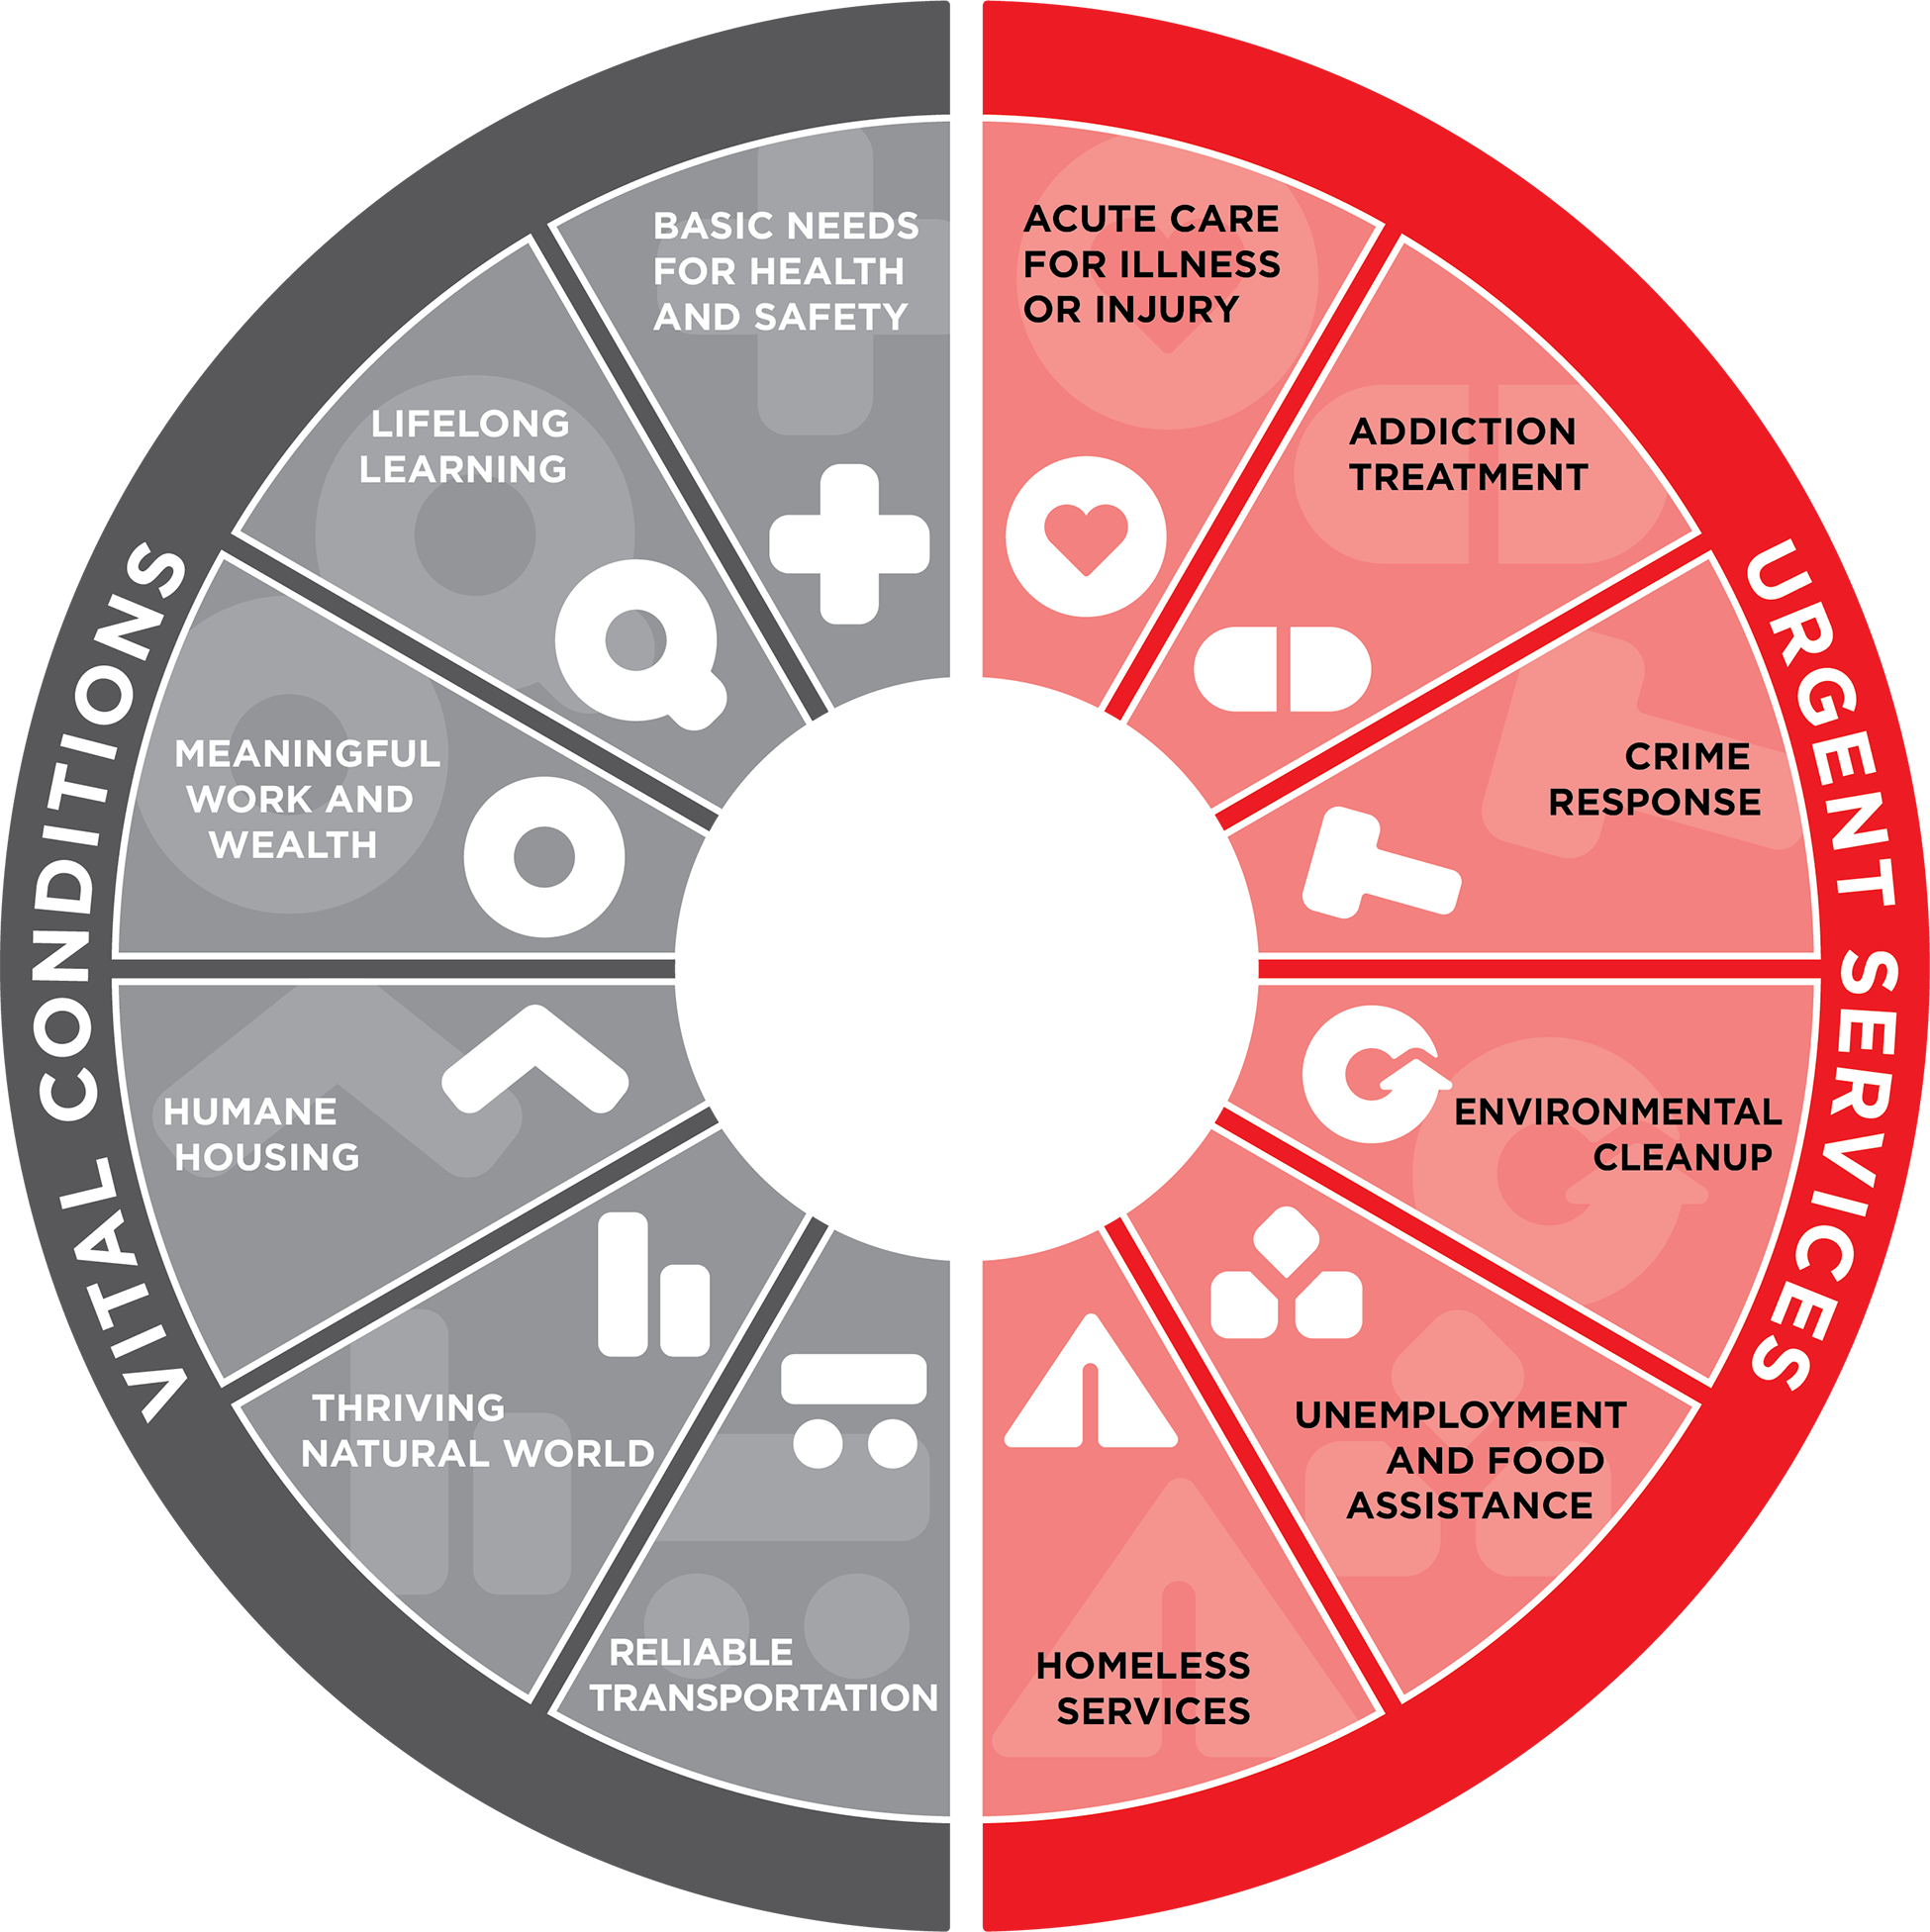 VITAL CONDITIONS
BASIC NEEDS
FOR HEALTH
AND SAFETY
LIFELONG
LEARNING
MEANINGFUL
WORK AND
WEALTH
HUMANE
HOUSING
THRIVING
NATURAL WORLD
RELIABLE
TRANSPORTATION
URGENT SERVICES
ACUTE CARE
FOR ILLNESS
OR INJURY
ADDICTION
TREATMENT
CRIME
RESPONSE
ENVIRONMENTAL
CLEANUP
UNEMPLOYMENT
AND FOOD
ASSISTANCE
HOMELESS
SERVICES